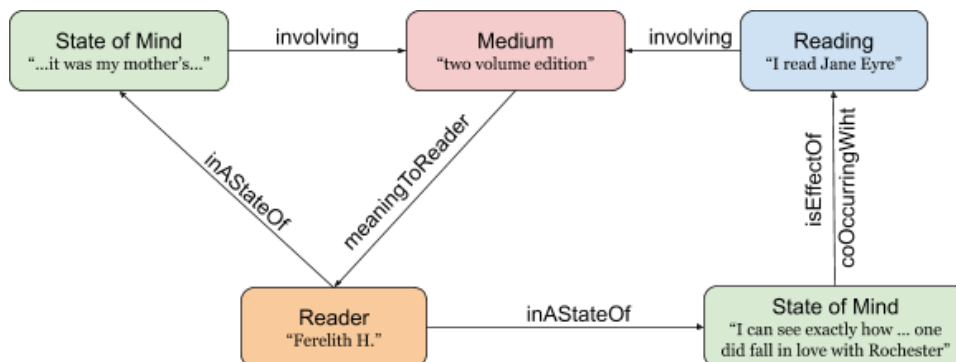 State of Mind
"...it was my mother's..."
involving
Medium
"two volume edition"
involving
Reading
"I read Jane Eyre"
inAStateOf
meaningToReader
isEffectOf
coOccurringWiht
Reader
"Ferelith H."
inAStateOf
State of Mind
"I can see exactly how ... one
did fall in love with Rochester"